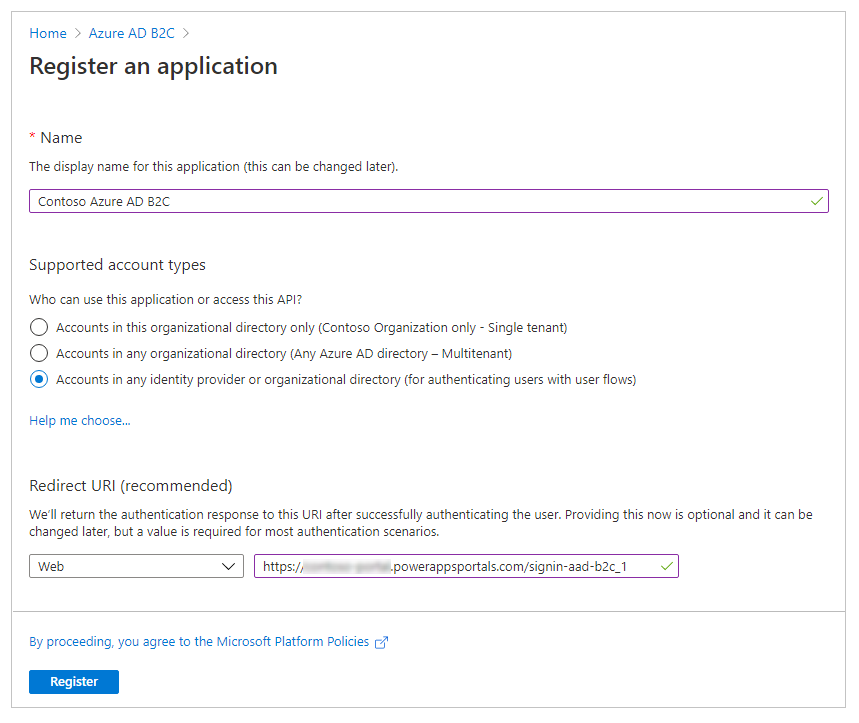 Home > Azure AD B2C >
Register an application
* Name
The display name for this application (this can be changed later).
Contoso Azure AD B2C
Supported account types
Who can use this application or access this API?
Accounts in this organizational directory only (Contoso Organization only - Single tenant)
Accounts in any organizational directory (Any Azure AD directory – Multitenant)
Accounts in any identity provider or organizational directory (for authenticating users with user flows)
Help me choose...
Redirect URI (recommended)
We'll return the authentication response to this URI after successfully authenticating the user. Providing this now is optional and it can be
changed later, but a value is required for most authentication scenarios.
Web https:// .powerappsportals.com/signin-aad-b2c_1
By proceeding, you agree to the Microsoft Platform Policies
Register